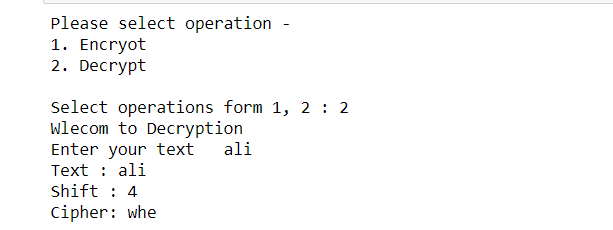 Please select operation -
1. Encryot
2. Decrypt
Select operations form 1, 2 : 2
Wlecom to Decryption
Enter your text   ali
Text : ali
Shift : 4
Cipher: whe